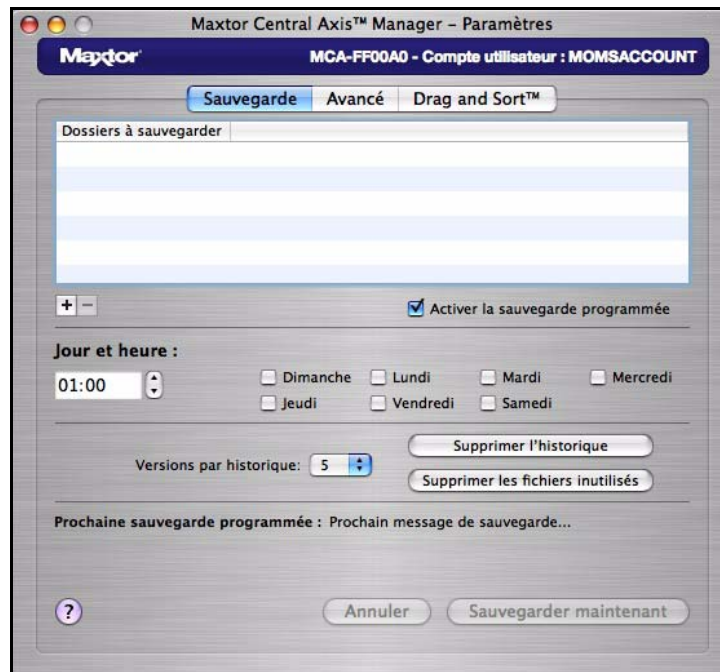 Maxtor Central Axis™ Manager – Paramètres
Maxtor MCA-FF00A0 - Compte utilisateur : MOMSACCOUNT
Sauvegarde Avancé Drag and Sort™
Dossiers à sauvegarder
+ −
Activer la sauvegarde programmée
Jour et heure :
01:00
Dimanche Lundi Mardi Mercredi
Jeudi Vendredi Samedi
Versions par historique: 5
Supprimer l'historique
Supprimer les fichiers inutilisés
Prochaine sauvegarde programmée : Prochain message de sauvegarde...
? Annuler Sauvegarder maintenant